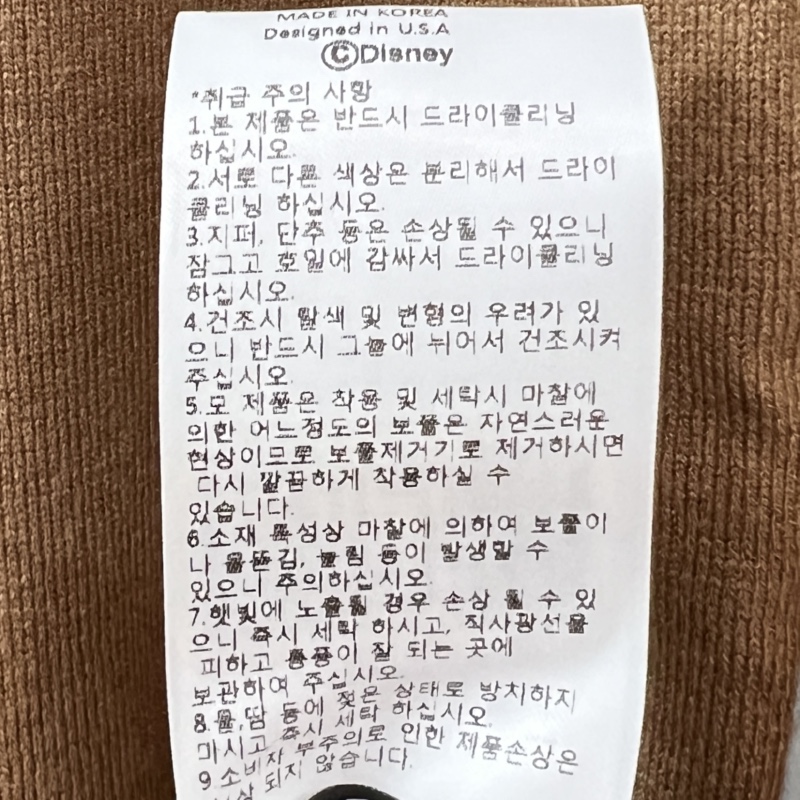 MADE IN KOREA
Designed in U.S.A
©Disney
*취급 주의 사항
1.본 제품은 반드시 드라이클리닝
하십시오.
2.서로 다른 색상은 분리해서 드라이
클리닝 하십시오.
3.지퍼, 단추 등은 손상될 수 있으니
잠그고 호일에 감싸서 드라이클리닝
하십시오.
4.건조시 탈색 및 변형의 우려가 있
으니 반드시 그늘에 뉘어서 건조시켜
주십시오.
5.모 제품은 착용 및 세탁시 마찰에
의한 어느정도의 보풀은 자연스러운
현상이므로 보풀제거기로 제거하시면
다시 깔끔하게 착용하실 수
있습니다.
6.소재 특성상 마찰에 의하여 보풀이
나 올뜯김, 눌림 등이 발생할 수
있으니 주의하십시오.
7.햇빛에 노출될 경우 손상 될 수 있
으니 즉시 세탁 하시고, 직사광선을
피하고 통풍이 잘 되는 곳에
보관하여 주십시오.
8.물,땀 등에 젖은 상태로 방치하지
마시고 즉시 세탁 하십시오.
9.소비자 부주의로 인한 제품손상은
보상 되지 않습니다.